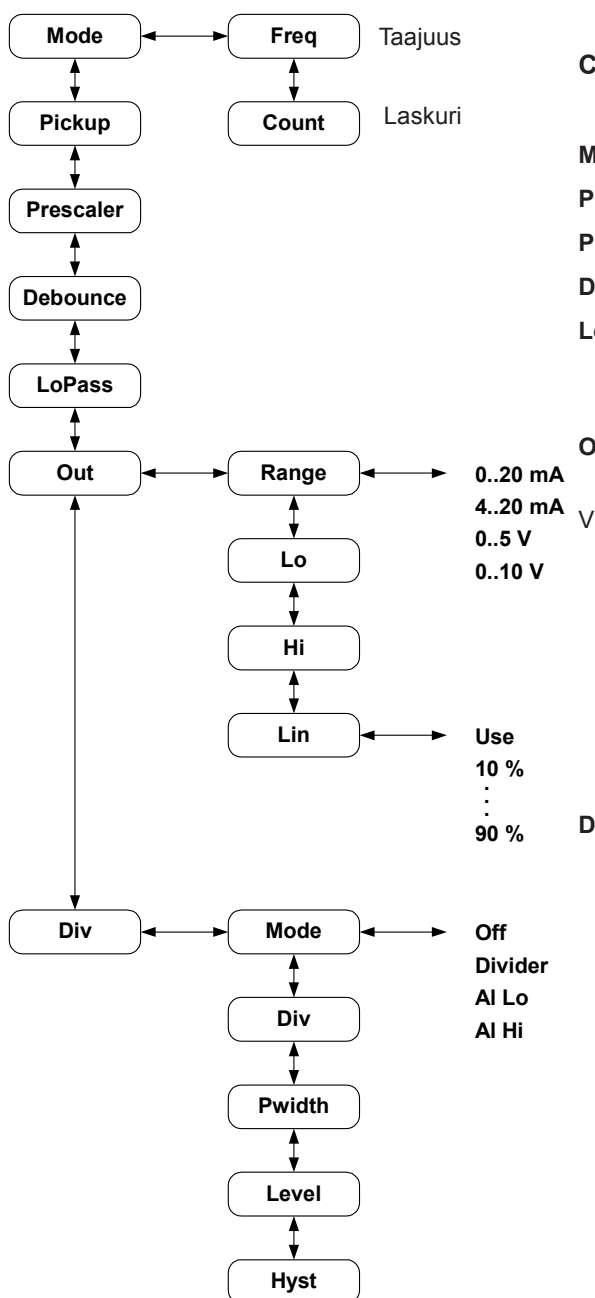 Mode Freq Taajuus
C
Pickup Count Laskuri
M
Prescaler P
P
Debounce D
Lo
LoPass
O
Out Range 0..20 mA
4..20 mA
V
0..5 V
Lo 0..10 V
Hi
Lin Use
10 %
90 % D
Div Mode Off
Divider
Al Lo
Div Al Hi
Pwidth
Level
Hyst